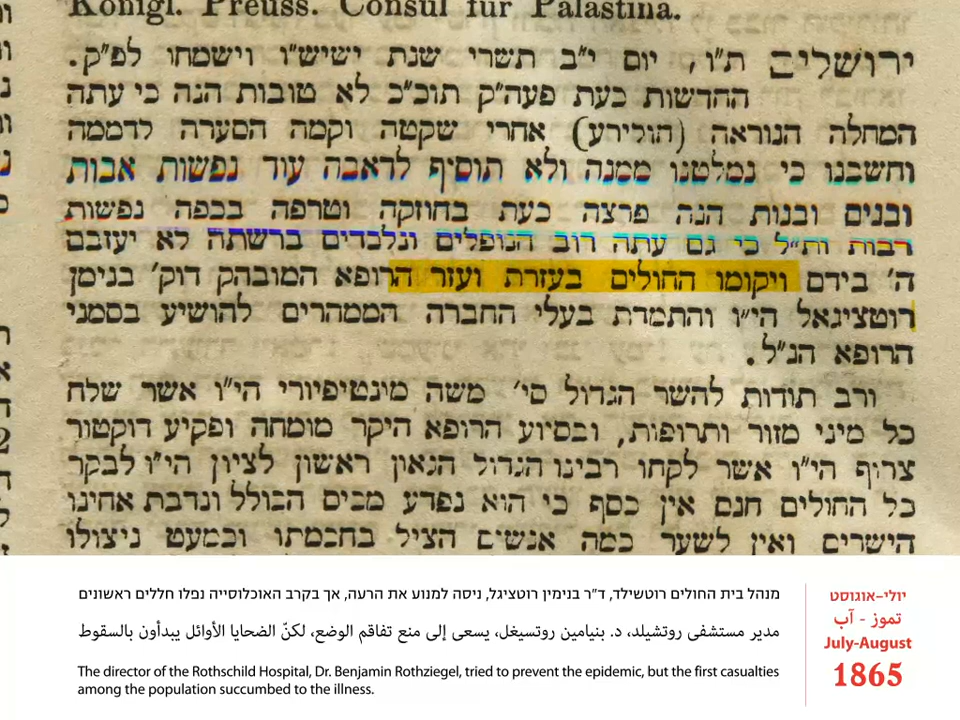 Königl. Preuss. Consul für Palästina.
ירושלים ת"ו, יום י"ב תשרי שנת ישיש"ו וישמחו לפ"ק.
החדשות כעת פעה"ק תוכ"כ לא טובות הנה כי עתה
המחלה הנוראה (חולירע) אחרי שקטה וקמה הסערה לדממה
וחשבנו כי נמלטנו ממנה ולא תוסיף לדאבה עוד נפשות אבות
ובנים ובנות הנה פרצה כעת בחוזקה וטרפה בכפה נפשות
רבות ות"ל כי גם עתה רוב הנופלים ונלכדים ברשתה לא יעזבם
ה' בידם ויקומו החולים בעזרת ועזר הרופא המובהק דוק' בנימן
רוטציגאל הי"ו והתמדת בעלי החברה הממהרים להושיע בסמני
הרופא הנ"ל.
ורב תודות להשר הגדול סי' משה מונטיפיורי הי"ו אשר שלח
כל מיני מזור ותרופות, ובסיוע הרופא היקר מומחה ופקיע דוקטור
צרוף הי"ו אשר לקחו רבינו הגדול הגאון ראשון לציון הי"ו לבקר
כל החולים חנם אין כסף כי הוא נפרע מכים הכולל ונדבת אחינו
הישרים ואין לשער כמה אנשים הציל בחכמתו וכמעט ניצולו
מנהל בית החולים רוטשילד, ד"ר בנימין רוטציגל, ניסה למנוע את הרעה, אך בקרב האוכלוסייה נפלו חללים ראשונים
مدير مستشفى روتشيلد، د. بنيامين روتسيغل، يسعى إلى منع تفاقم الوضع، لكنّ الضحايا الأوائل يبدأون بالسقوط
The director of the Rothschild Hospital, Dr. Benjamin Rothziegel, tried to prevent the epidemic, but the first casualties
among the population succumbed to the illness.
יולי-אוגוסט
تموز - آب
July-August
1865